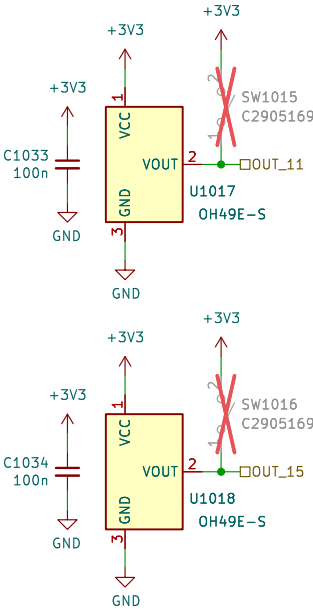 +3V3
+3V3
+3V3
1
VCC
2
1
SW1015
C2905169
C1033
100n
VOUT
2
OUT_11
GND
U1017
OH49E-S
3
GND
GND
+3V3
+3V3
+3V3
1
VCC
2
1
SW1016
C2905169
C1034
100n
VOUT
2
OUT_15
GND
U1018
OH49E-S
3
GND
GND